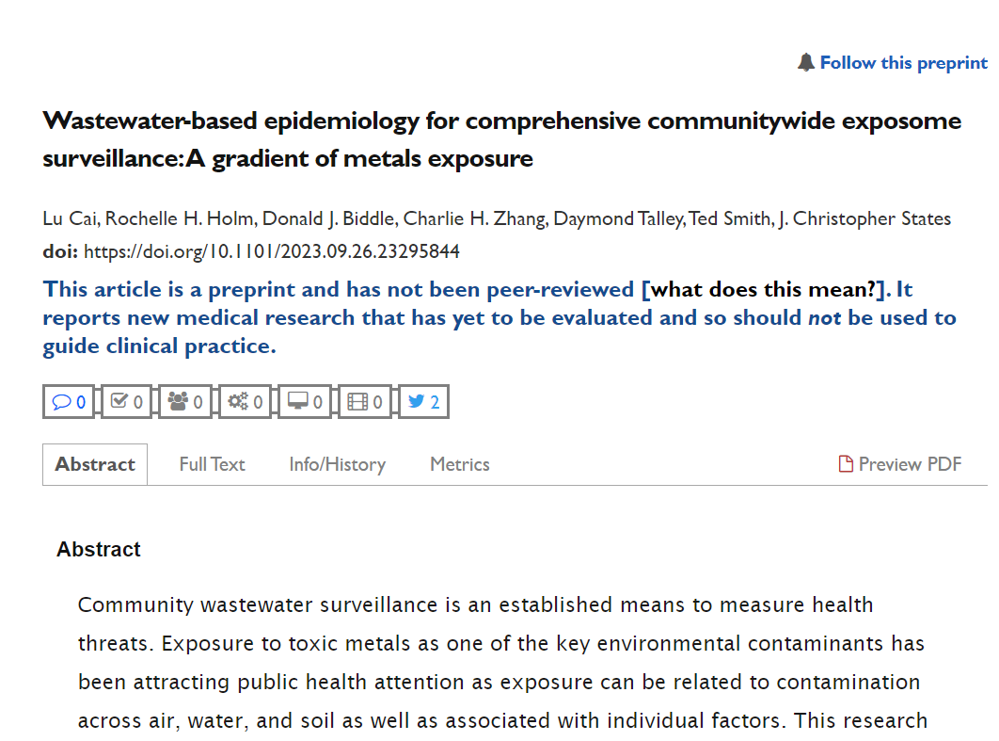 Follow this preprint
Wastewater-based epidemiology for comprehensive communitywide exposome
surveillance: A gradient of metals exposure
Lu Cai, Rochelle H. Holm, Donald J. Biddle, Charlie H. Zhang, Daymond Talley, Ted Smith, J. Christopher States
doi: https://doi.org/10.1101/2023.09.26.23295844
This article is a preprint and has not been peer-reviewed [what does this mean?]. It
reports new medical research that has yet to be evaluated and so should not be used to
guide clinical practice.
0 0 0 0 0 0 2
Abstract Full Text Info/History Metrics Preview PDF
Abstract
Community wastewater surveillance is an established means to measure health
threats. Exposure to toxic metals as one of the key environmental contaminants has
been attracting public health attention as exposure can be related to contamination
across air, water, and soil as well as associated with individual factors. This research